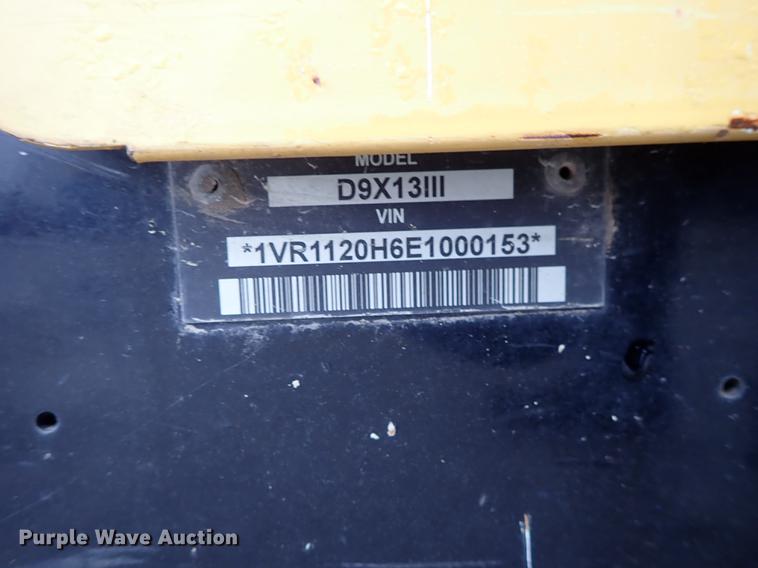 MODEL
D9X13III
VIN
*1VR1120H6E1000153*
Purple Wave Auction